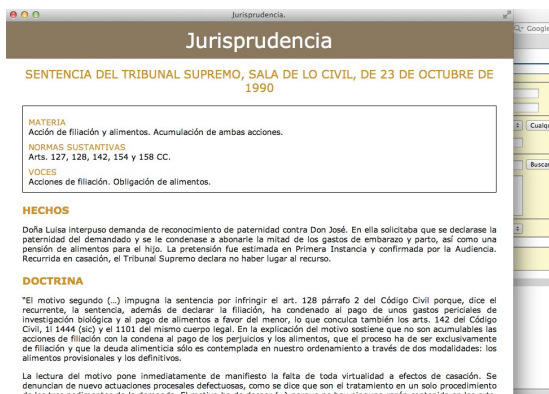 Jurisprudencia.
Google
Jurisprudencia
SENTENCIA DEL TRIBUNAL SUPREMO, SALA DE LO CIVIL, DE 23 DE OCTUBRE DE
1990
MATERIA
Acción de filiación y alimentos. Acumulación de ambas acciones.
NORMAS SUSTANTIVAS
Arts. 127, 128, 142, 154 y 158 CC.
VOCES
Acciones de filiación. Obligación de alimentos.
HECHOS
Doña Luisa interpuso demanda de reconocimiento de paternidad contra Don José. En ella solicitaba que se declarase la
paternidad del demandado y se le condenase a abonarle la mitad de los gastos de embarazo y parto, así como una
pensión de alimentos para el hijo. La pretensión fue estimada en Primera Instancia y confirmada por la Audiencia.
Recurrida en casación, el Tribunal Supremo declara no haber lugar al recurso.
DOCTRINA
"El motivo segundo (…) impugna la sentencia por infringir el art. 128 párrafo 2 del Código Civil porque, dice el
recurrente, la sentencia, además de declarar la filiación, ha condenado al pago de unos gastos periciales de
investigación biológica y al pago de alimentos a favor del menor, lo que conculca también los arts. 142 del Código
Civil, 1l 1444 (sic) y el 1101 del mismo cuerpo legal. En la explicación del motivo sostiene que no son acumulables las
acciones de filiación con la condena al pago de los perjuicios y los alimentos, que el proceso ha de ser exclusivamente
de filiación y que la deuda alimenticia sólo es contemplada en nuestro ordenamiento a través de dos modalidades: los
alimentos provisionales y los definitivos.
La lectura del motivo pone inmediatamente de manifiesto la falta de toda virtualidad a efectos de casación. Se
denuncian de nuevo actuaciones procesales defectuosas, como se dice que son el tratamiento en un solo procedimiento